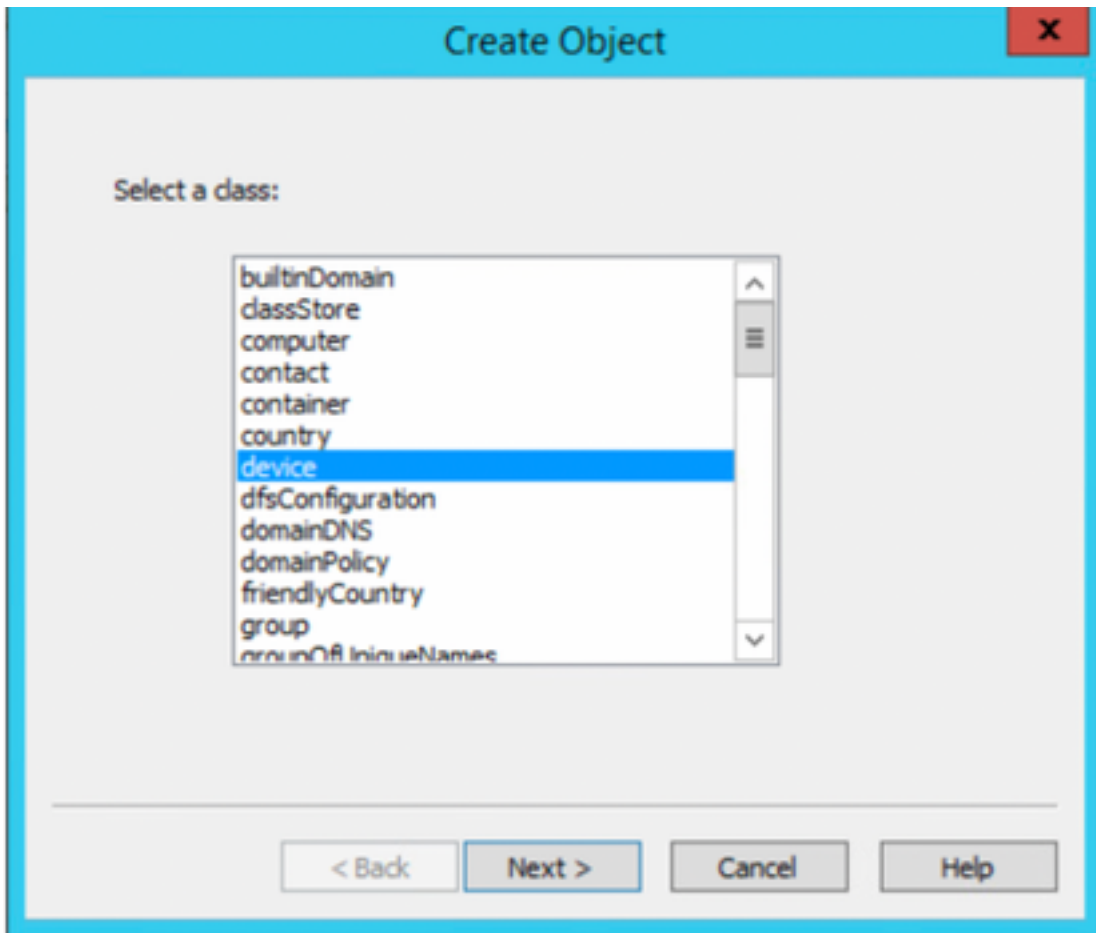 Create Object
x
Select a class:
builtinDomain
classStore
computer
contact
container
country
device
dfsConfiguration
domainDNS
domainPolicy
friendlyCountry
group
groupOfUniqueNames
< Back
Next >
Cancel
Help